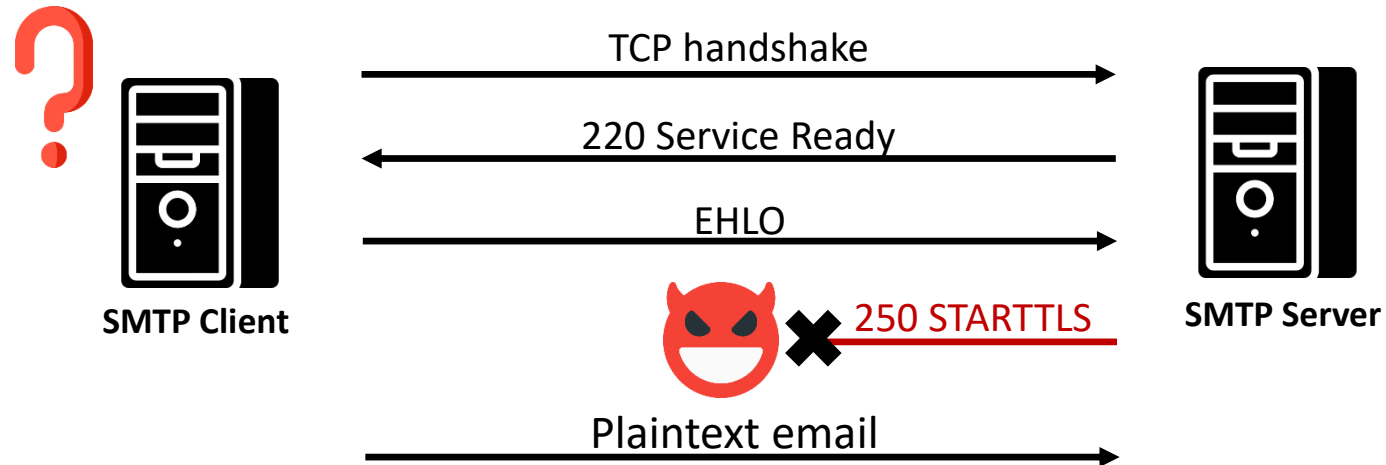 TCP handshake
220 Service Ready
EHLO
SMTP Client
250 STARTTLS
SMTP Server
Plaintext email